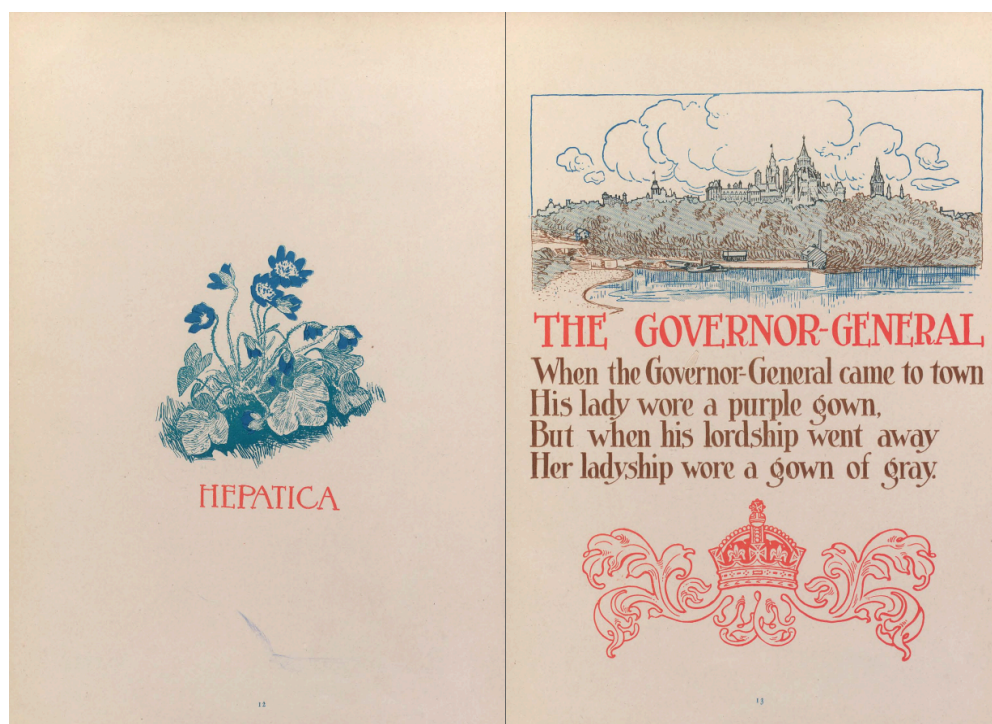 HEPATICA
12
THE GOVERNOR-GENERAL
When the Governor-General came to town
His lady wore a purple gown,
But when his lordship went away
Her ladyship wore a gown of gray.
13